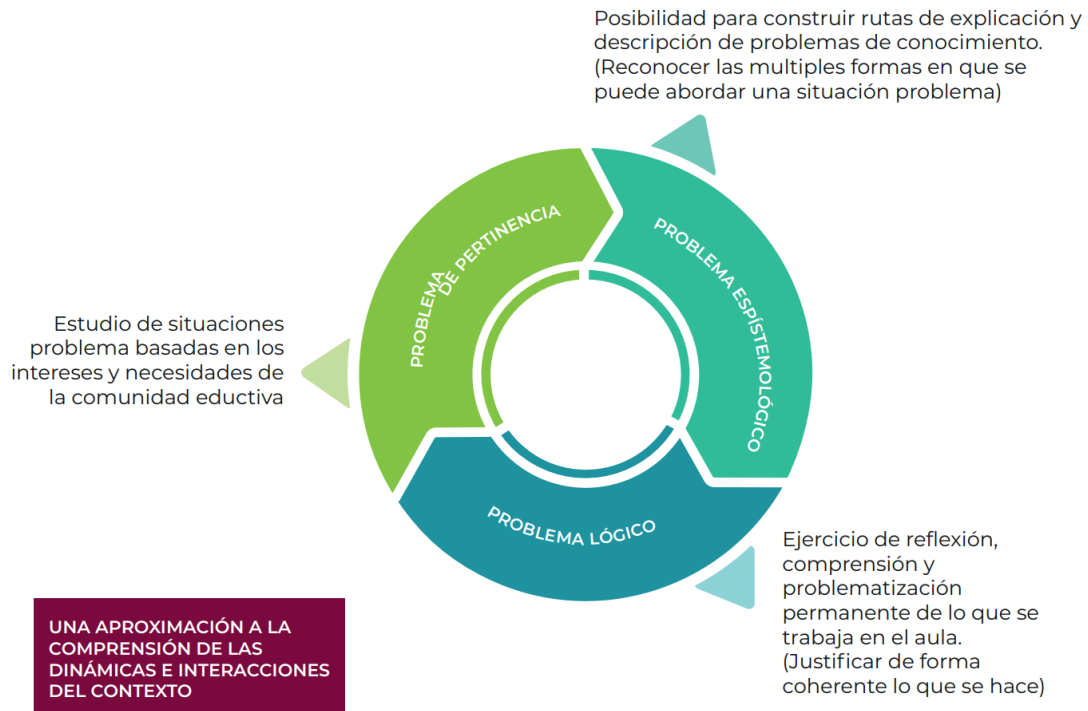 Posibilidad para construir rutas de explicación y
descripción de problemas de conocimiento.
(Reconocer las multiples formas en que se
puede abordar una situación problema)
PROBLEMA
DE PERTINENCIA
PROBLEMA ESPÍSTEMOLÓGICO
Estudio de situaciones
problema basadas en los
intereses y necesidades de
la comunidad eductiva
PROBLEMA LÓGICO
Ejercicio de reflexión,
comprensión y
problematización
permanente de lo que se
trabaja en el aula.
(Justificar de forma
coherente lo que se hace)
UNA APROXIMACIÓN A LA
COMPRENSIÓN DE LAS
DINÁMICAS E INTERACCIONES
DEL CONTEXTO